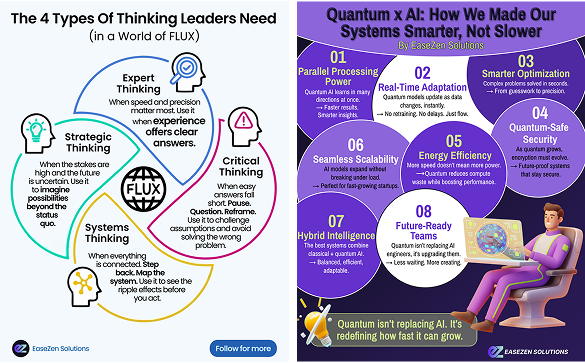 The 4 Types Of Thinking Leaders Need
(in a World of FLUX)
Expert
Thinking
When speed and precision
matter most. Use it
when experience
offers clear
answers.
Strategic
Thinking
When the stakes are
high and the future
is uncertain. Use it
to imagine
possibilities
beyond the
status
quo.
FLUX
Critical
Thinking
When easy
answers fall
short. Pause.
Question. Reframe.
Use it to challenge
assumptions and avoid
solving the wrong
problem.
Systems
Thinking
When everything
is connected. Step
back. Map the
system. Use it to see the
ripple effects before
you act.
EaseZen Solutions
Follow for more
Quantum x AI: How We Made Our
Systems Smarter, Not Slower
By EaseZen Solutions
01
Parallel Processing
Power
Quantum AI learns in many
directions at once.
→ Faster results.
Smarter insights.
02
Real-Time Adaptation
Quantum models update as data
changes, instantly.
→ No retraining. No delays. Just flow.
03
Smarter Optimization
Complex problems solved in seconds.
→ From guesswork to precision.
04
Quantum-Safe
Security
As quantum grows,
encryption must evolve.
→ Future-proof systems
that stay secure.
05
Energy Efficiency
More speed doesn't mean more power.
→Quantum reduces compute
waste while boosting performance.
06
Seamless Scalability
AI models expand without
breaking under load.
→ Perfect for fast-growing startups.
07
Hybrid Intelligence
The best systems combine
classical + quantum AI.
→ Balanced, efficient,
adaptable.
08
Future-Ready
Teams
Quantum isn't replacing AI
engineers, it's upgrading them.
→ Less waiting. More creating.
Quantum isn't replacing AI. It's
redefining how fast it can grow.
EASEZEN SOLUTIONS